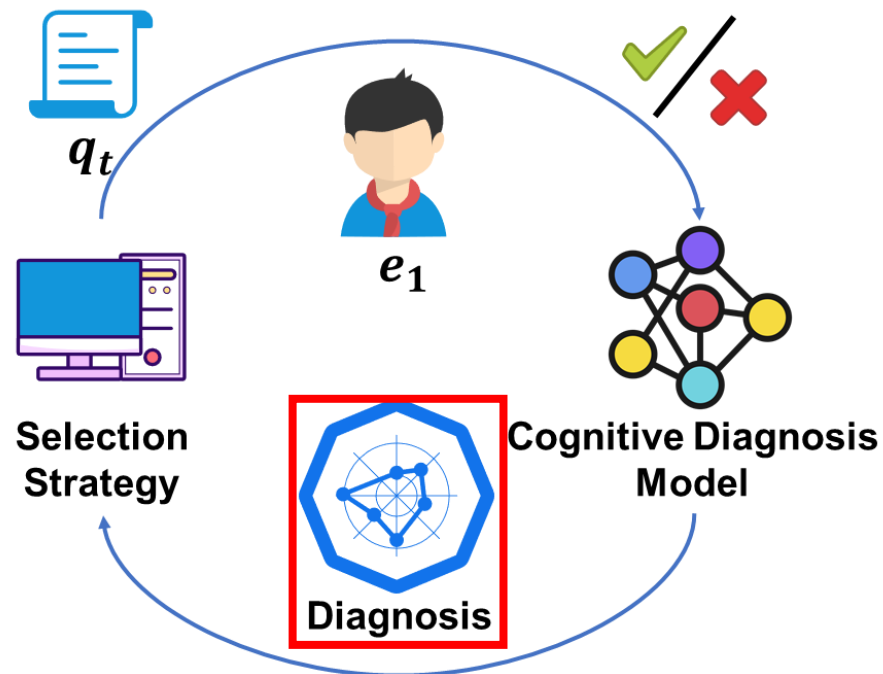 q_t
e_1
Selection
Strategy
Cognitive Diagnosis
Model
Diagnosis